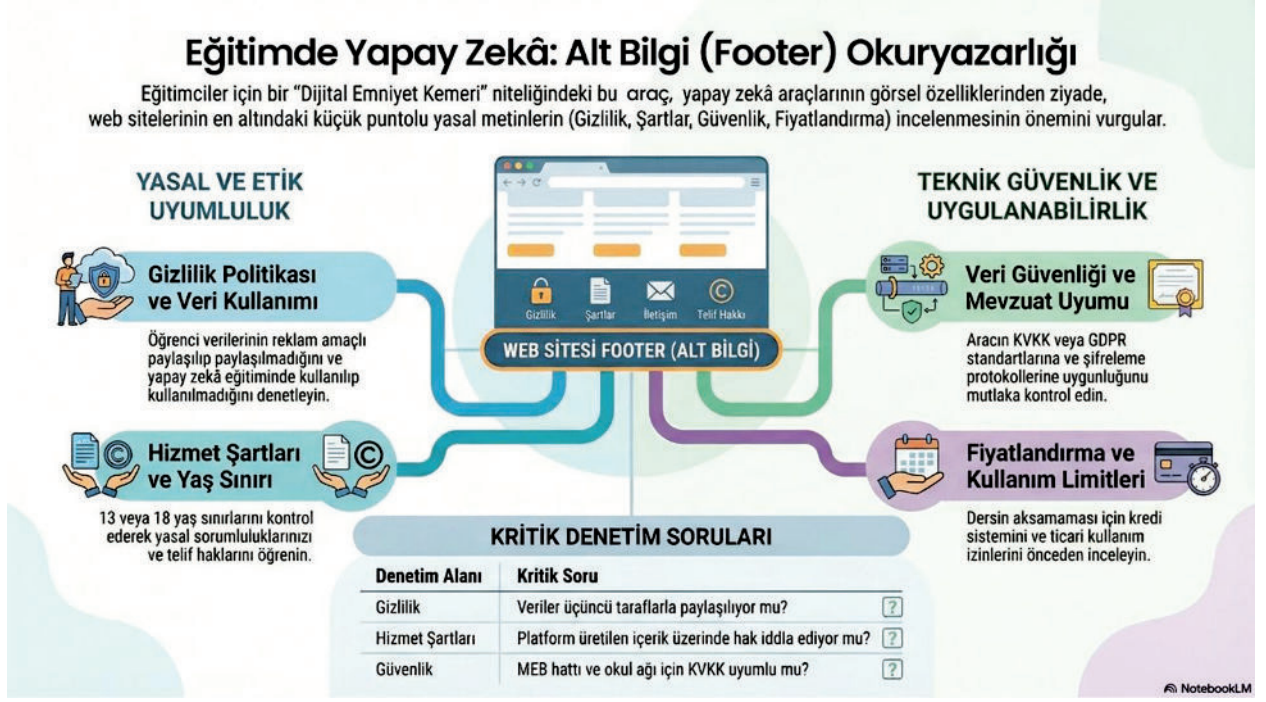 Eğitimde Yapay Zekâ: Alt Bilgi (Footer) Okuryazarlığı
Eğitimciler için bir “Dijital Emniyet Kemeri” niteliğindeki bu araç, yapay zekâ araçlarının görsel özelliklerinden ziyade,
web sitelerinin en altındaki küçük puntolu yasal metinlerin (Gizlilik, Şartlar, Güvenlik, Fiyatlandırma) incelenmesinin önemini vurgular.
YASAL VE ETİK
UYUMLULUK
Gizlilik Politikası
ve Veri Kullanımı
Öğrenci verilerinin reklam amaçlı
paylaşılıp paylaşılmadığını ve
yapay zekâ eğitiminde kullanılıp
kullanılmadığını denetleyin.
Hizmet Şartları
ve Yaş Sınırı
13 veya 18 yaş sınırlarını kontrol
ederek yasal sorumluluklarınızı
ve telif haklarını öğrenin.
Gizlilik
Şartlar
İletişim
Telif Hakkı
WEB SİTESİ FOOTER (ALT BİLGİ)
TEKNİK GÜVENLİK VE
UYGULANABİLİRLİK
Veri Güvenliği ve
Mevzuat Uyumu
Aracın KVKK veya GDPR
standartlarına ve şifreleme
protokollerine uygunluğunu
mutlaka kontrol edin.
Fiyatlandırma ve
Kullanım Limitleri
Dersin aksamaması için kredi
sistemini ve ticari kullanım
izinlerini önceden inceleyin.
KRİTİK DENETİM SORULARI
Denetim Alanı Kritik Soru
Gizlilik Veriler üçüncü taraflarla paylaşılıyor mu? ?
Hizmet Şartları Platform üretilen içerik üzerinde hak iddla ediyor mu? ?
Güvenlik MEB hattı ve okul ağı için KVKK uyumlu mu? ?
NotebookLM